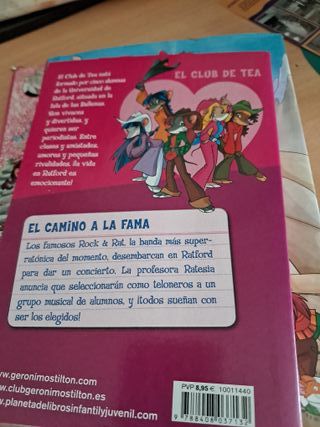 El Club de Tea está
formado por cinco alumnas
de la Universidad de
Ratford situada en la
Isla de las Ballenas.
Son vivaces
y divertidas, y
quieren ser
periodistas. Entre
clases y amistades,
amores y pequeñas
rivalidades, ¡la vida
en Ratford es
emocionante!
EL CLUB DE TEA
EL CAMINO A LA FAMA
Los famosos Rock & Rat, la banda más super-
ratónica del momento, desembarcan en Ratford
para dar un concierto. La profesora Ratesia
anuncia que seleccionarán como teloneros a un
grupo musical de alumnos, y ¡todos sueñan con
ser los elegidos!
www.geronimostilton.com
www.clubgeronimostilton.es
www.planetadelibrosinfantilyjuvenil.com
PVP 8,95 € 10011440
9 788408 037132